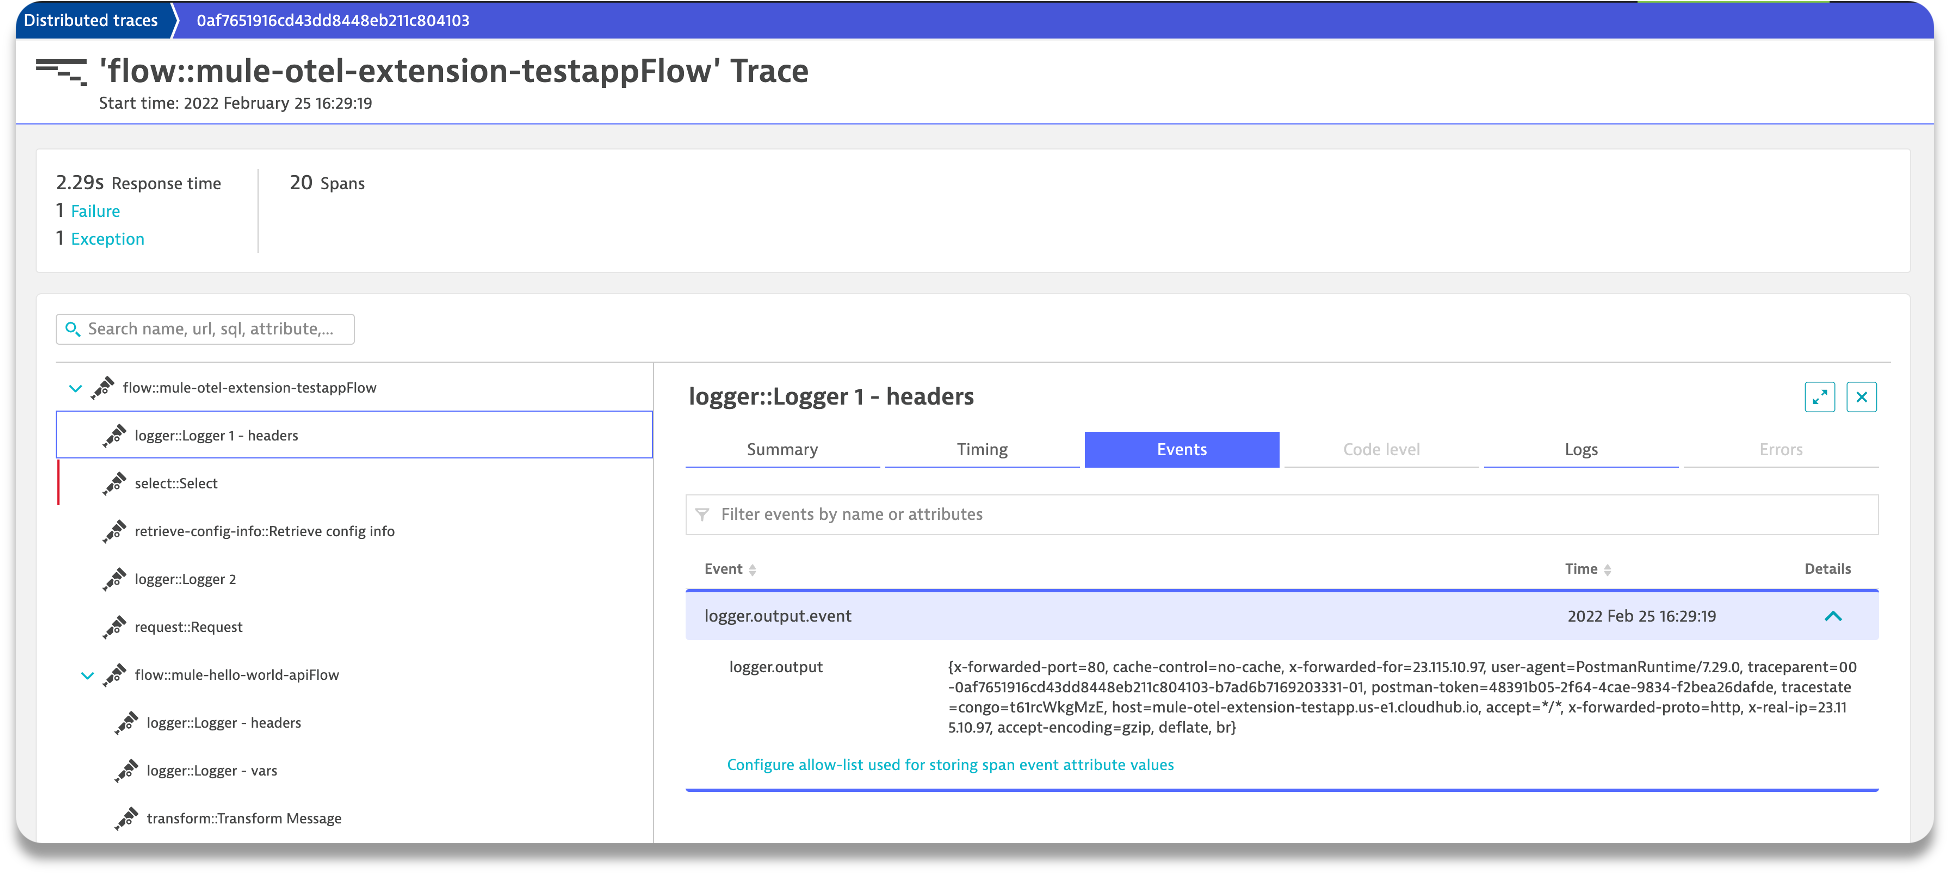 Distributed traces 0af7651916cd43dd8448eb211c804103
'flow::mule-otel-extension-testappFlow' Trace
Start time: 2022 February 25 16:29:19
2.29s Response time
20 Spans
1 Failure
1 Exception
Search name, url, sql, attribute,...
flow::mule-otel-extension-testappFlow
logger::Logger 1 - headers
select::Select
retrieve-config-info::Retrieve config info
logger::Logger 2
request::Request
flow::mule-hello-world-apiFlow
logger::Logger - headers
logger::Logger - vars
transform::Transform Message
logger::Logger 1 - headers
Summary Timing Events Code level Logs Errors
Filter events by name or attributes
Event Time Details
logger.output.event 2022 Feb 25 16:29:19
logger.output {x-forwarded-port=80, cache-control=no-cache, x-forwarded-for=23.115.10.97, user-agent=PostmanRuntime/7.29.0, traceparent=00
-0af7651916cd43dd8448eb211c804103-b7ad6b7169203331-01, postman-token=48391b05-2f64-4cae-9834-f2bea26dafde, tracestate
=congo=t61rcWkgMzE, host=mule-otel-extension-testapp.us-e1.cloudhub.io, accept=*/*, x-forwarded-proto=http, x-real-ip=23.11
5.10.97, accept-encoding=gzip, deflate, br}
Configure allow-list used for storing span event attribute values